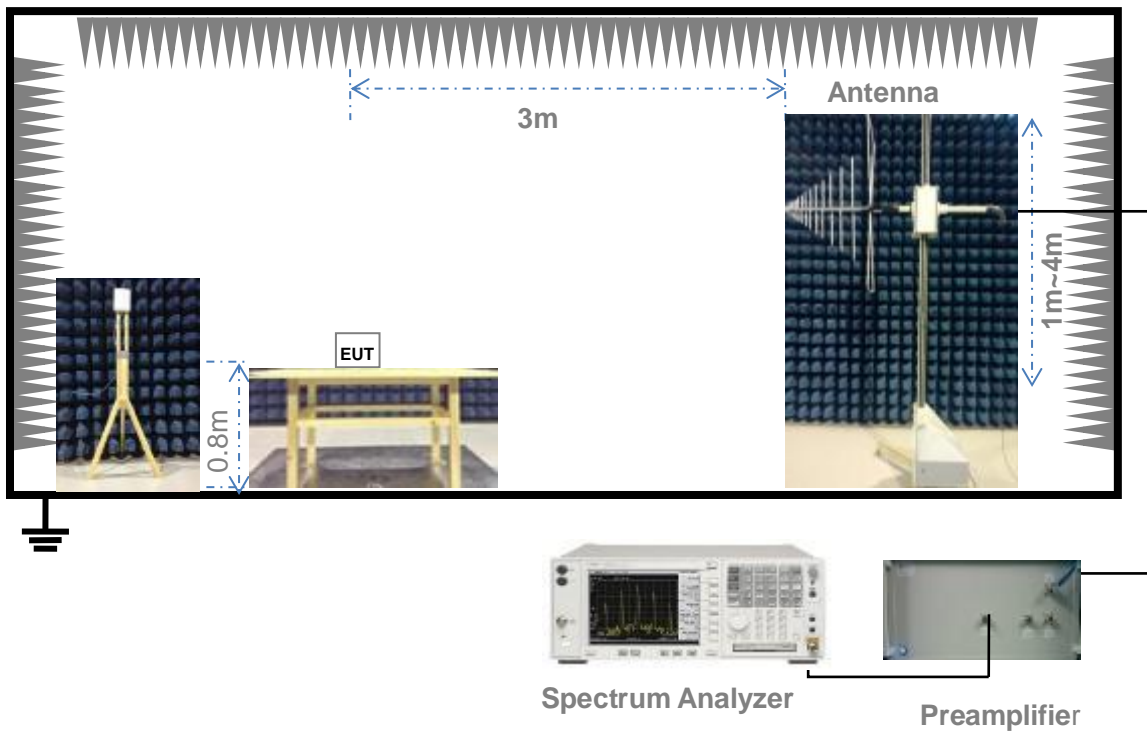 Antenna
3m
1m~4m
EUT
0.8m
Spectrum Analyzer
Preamplifier